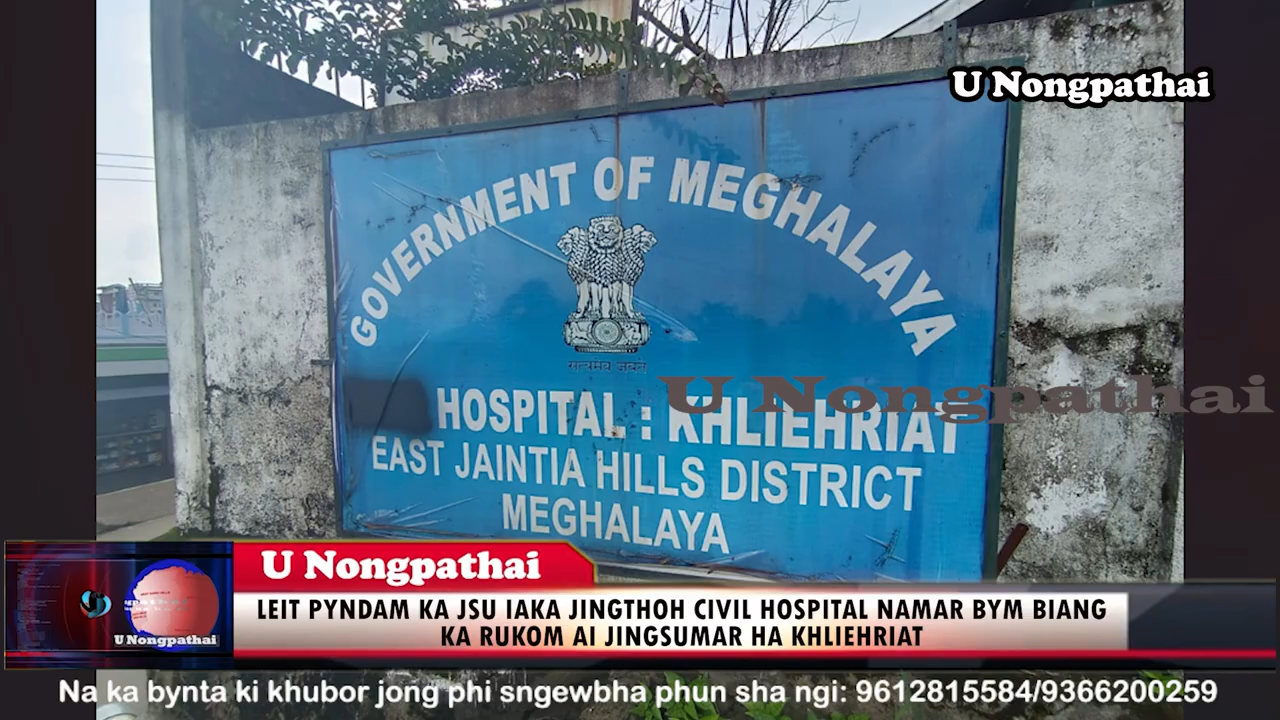 U Nongpathai
GOVERNMENT OF MEGHALAYA
सत्यमेव जयते
HOSPITAL : KHLIEHRIAT
U Nongpathai
EAST JAINTIA HILLS DISTRICT
MEGHALAYA
U Nongpathai
U Nongpathai
LEIT PYNDAM KA JSU IAKA JINGTHOH CIVIL HOSPITAL NAMAR BYM BIANG
KA RUKOM AI JINGSUMAR HA KHLIEHRIAT
Na ka bynta ki khubor jong phi sngewbha phun sha ngi: 9612815584/9366200259